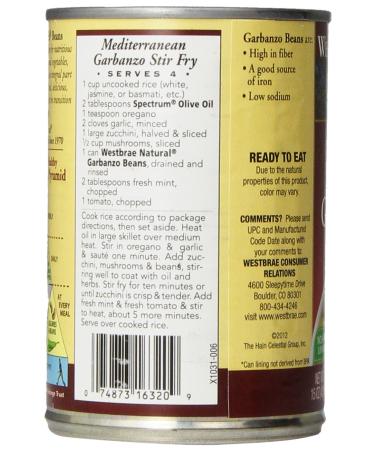 Mediterranean
Garbanzo Stir Fry
• SERVES 4 •
1 cup uncooked rice (white,
jasmine, or basmati, etc.)
2 tablespoons Spectrum® Olive Oil
1 teaspoon oregano
2 cloves garlic, minced
1 large zucchini, halved & sliced
½ cup mushrooms, sliced
1 can Westbrae Natural®
Garbanzo Beans, drained and
rinsed
2 tablespoons fresh mint,
chopped
1 tomato, chopped
Cook rice according to package
directions, then set aside. Heat
oil in large skillet over medium
heat. Stir in oregano & garlic
& sauté one minute. Add zuc-
chini, mushrooms & beans, stir-
ring well to coat with oil and
herbs. Stir fry for ten minutes or
until zucchini is crisp & tender. Add
fresh mint & fresh tomato & stir
to heat, about 5 more minutes.
Serve over cooked rice.
0 74873 16320 9
X1031-006
Garbanzo Beans are:
• High in fiber
• A good source
of iron
• Low sodium
READY TO EAT
Due to the natural
properties of this product,
color may vary.
COMMENTS? Please send
UPC and Manufactured
Code Date along with
your comments to:
WESTBRAE CONSUMER
RELATIONS
4600 Sleepytime Drive
Boulder, CO 80301
800-434-4246
visit www.westbrae.com
©2012
The Hain Celestial Group, Inc.
*Can lining not derived from BPA
Beans
1970
AT
EVERY
MEAL